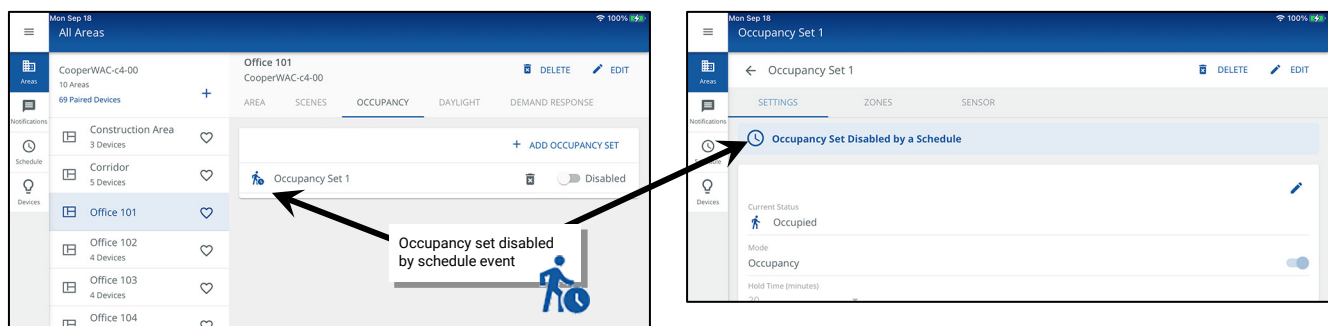 Mon Sep 18
100%
All Areas
Areas
Notifications
Schedule
Devices
CooperWAC-c4-00
10 Areas
69 Paired Devices
+
Construction Area
3 Devices
Corridor
5 Devices
Office 101
Office 102
4 Devices
Office 103
4 Devices
Office 104
Office 101
CooperWAC-c4-00
DELETE
EDIT
AREA SCENES OCCUPANCY DAYLIGHT DEMAND RESPONSE
+ ADD OCCUPANCY SET
Occupancy Set 1
Disabled
Occupancy set disabled
by schedule event
Mon Sep 18
100%
Occupancy Set 1
Areas
Notifications
Schedule
Devices
Occupancy Set 1
DELETE
EDIT
SETTINGS ZONES SENSOR
Occupancy Set Disabled by a Schedule
Current Status
Occupied
Mode
Occupancy
Hold Time (minutes)
20